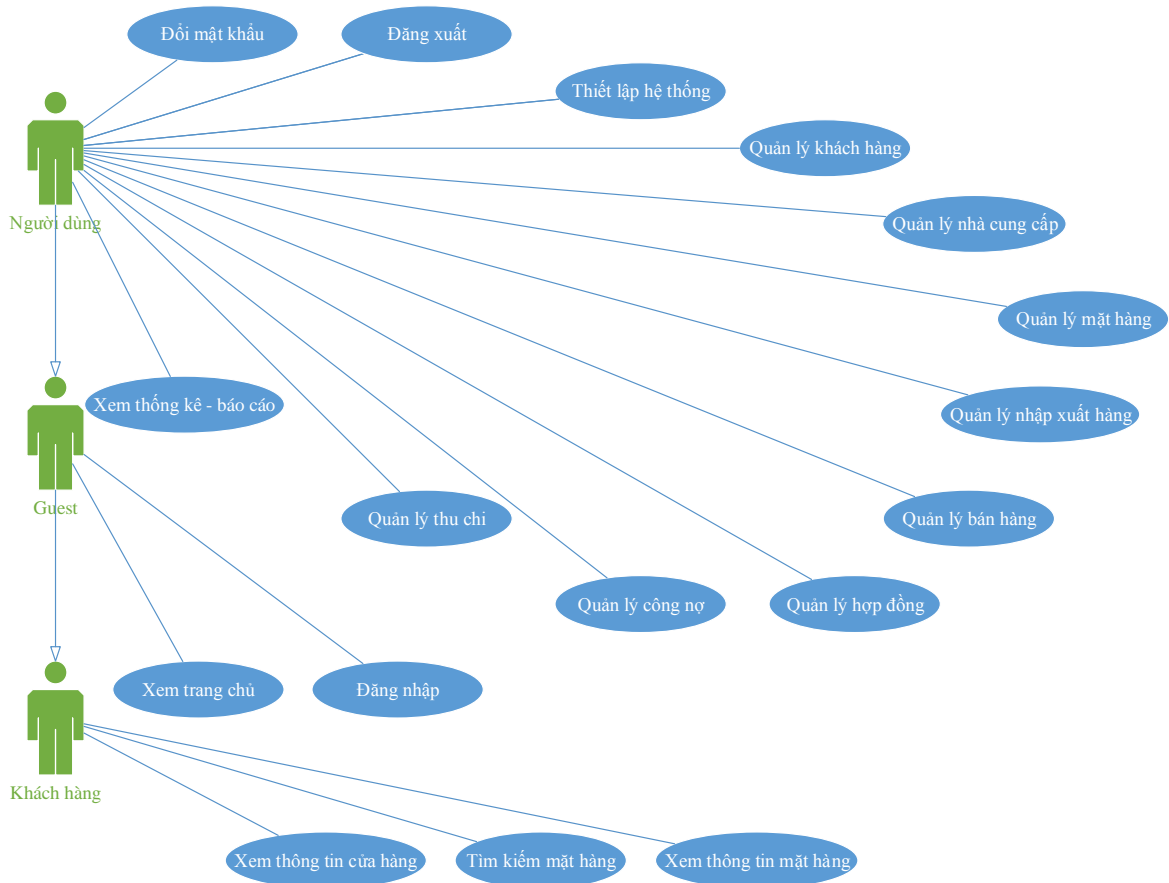 Đổi mật khẩu
Đăng xuất
Thiết lập hệ thống
Quản lý khách hàng
Người dùng
Quản lý nhà cung cấp
Quản lý mặt hàng
Xem thống kê - báo cáo
Quản lý nhập xuất hàng
Guest
Quản lý thu chi
Quản lý bán hàng
Quản lý công nợ
Quản lý hợp đồng
Xem trang chủ
Đăng nhập
Khách hàng
Xem thông tin cửa hàng
Tìm kiếm mặt hàng
Xem thông tin mặt hàng